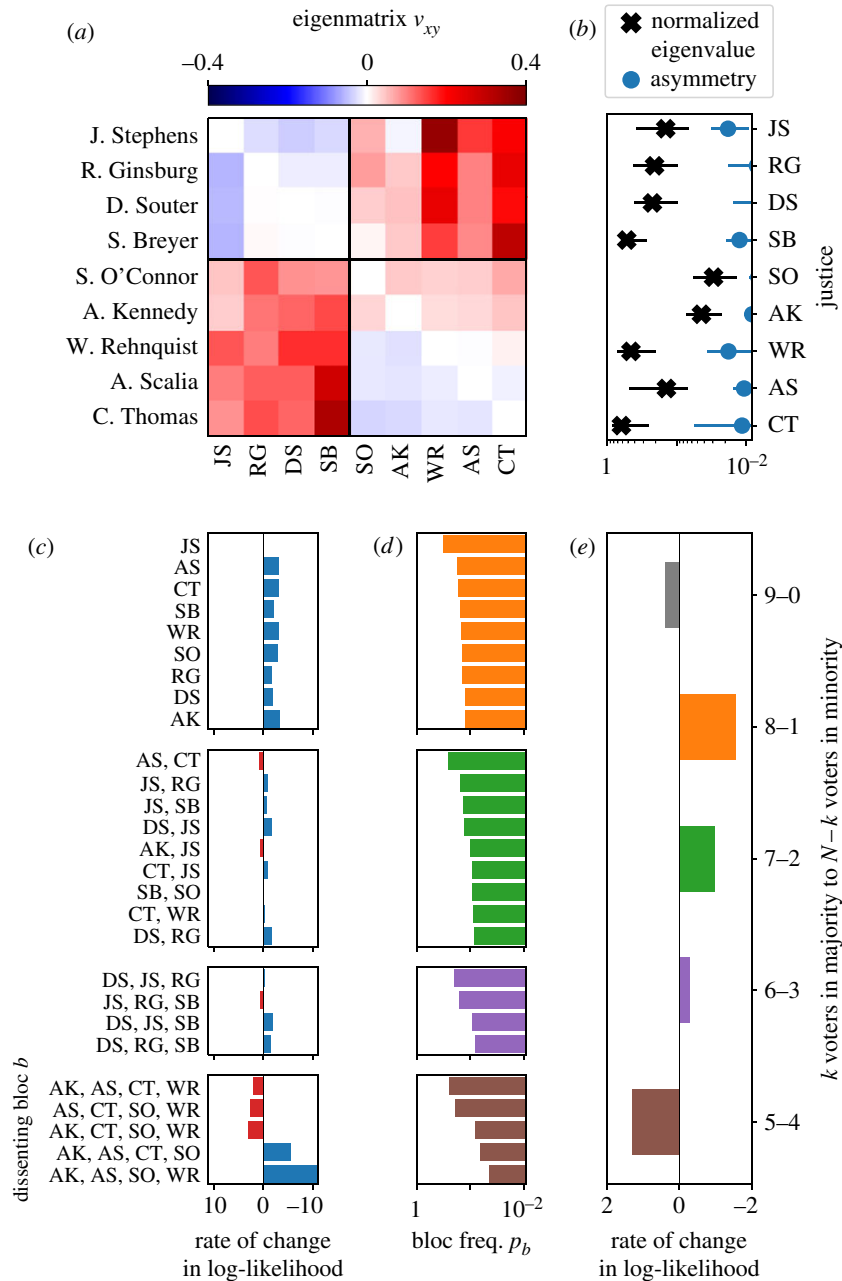 (a)
eigenmatrix v_xy
−0.4 0 0.4
J. Stephens
R. Ginsburg
D. Souter
S. Breyer
S. O'Connor
A. Kennedy
W. Rehnquist
A. Scalia
C. Thomas
JS RG DS SB SO AK WR AS CT
(b)
normalized
eigenvalue
asymmetry
JS
RG
DS
SB
SO
AK
WR
AS
CT
justice
1 10⁻²
(c)
JS
AS
CT
SB
WR
SO
RG
DS
AK
AS, CT
JS, RG
JS, SB
DS, JS
AK, JS
CT, JS
SB, SO
CT, WR
DS, RG
DS, JS, RG
JS, RG, SB
DS, JS, SB
DS, RG, SB
AK, AS, CT, WR
AS, CT, SO, WR
AK, CT, SO, WR
AK, AS, CT, SO
AK, AS, SO, WR
dissenting bloc b
10 0 −10
rate of change
in log-likelihood
(d)
1 10⁻²
bloc freq. p_b
(e)
9–0
8–1
7–2
6–3
5–4
k voters in majority to N – k voters in minority
2 0 −2
rate of change
in log-likelihood